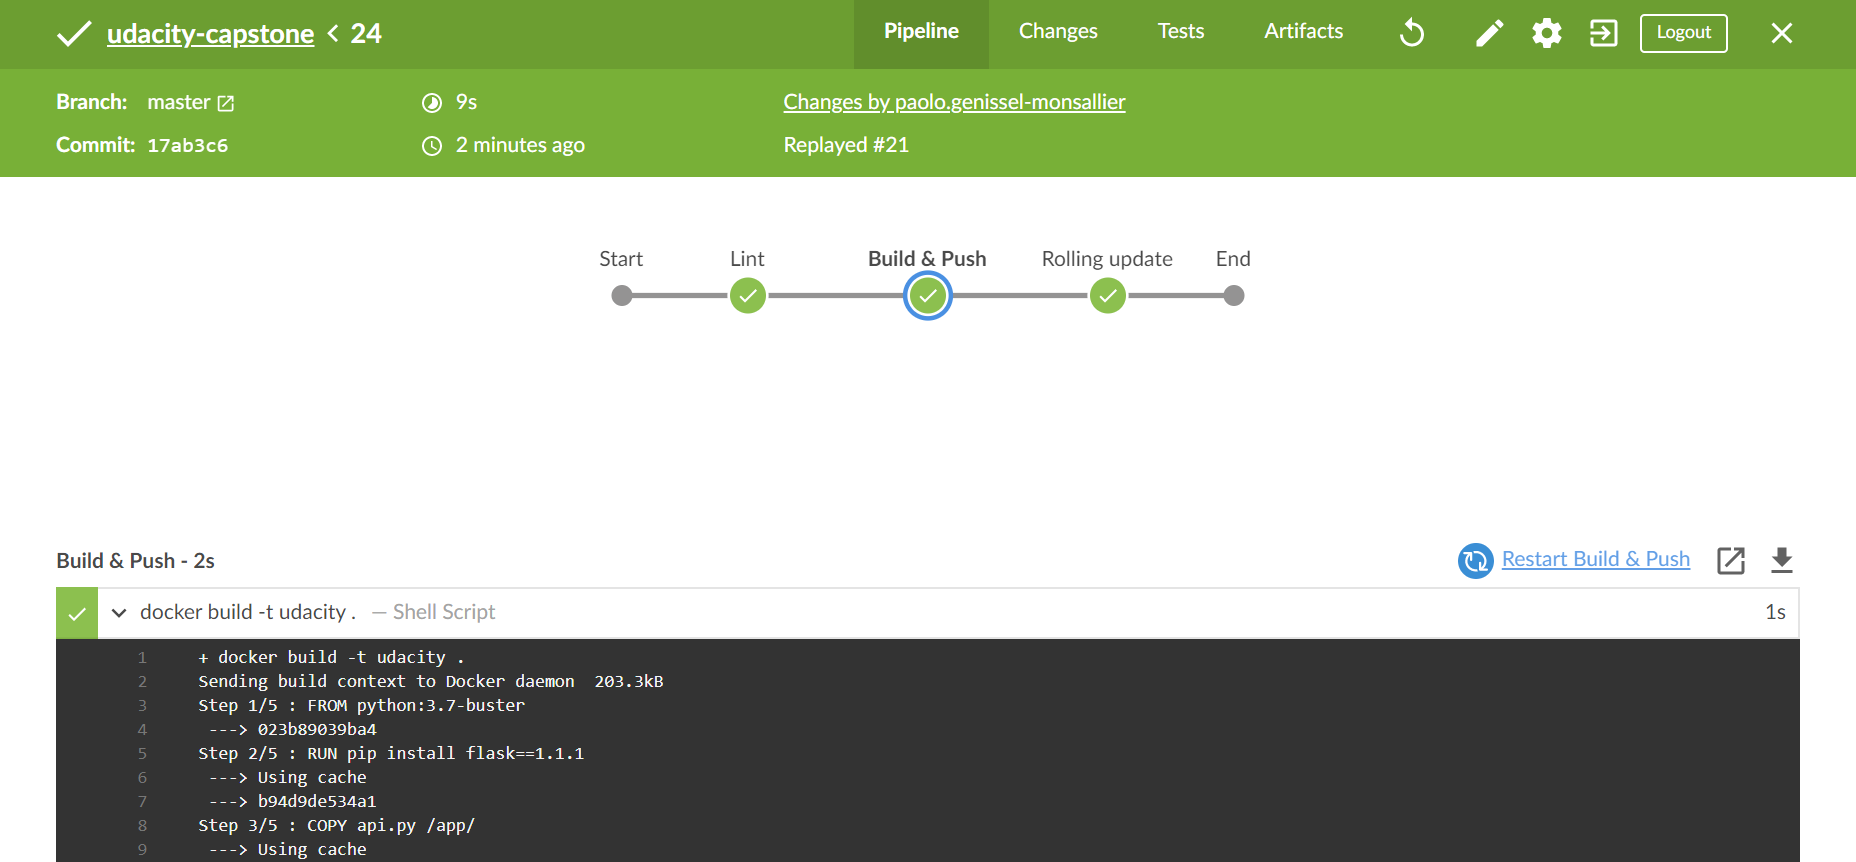 udacity-capstone < 24
Pipeline Changes Tests Artifacts Logout
Branch: master 9s Changes by paolo.genissel-monsallier
Commit: 17ab3c6 2 minutes ago Replayed #21
Start Lint Build & Push Rolling update End
Build & Push - 2s Restart Build & Push
docker build -t udacity . — Shell Script 1s
1 + docker build -t udacity .
2 Sending build context to Docker daemon  203.3kB
3 Step 1/5 : FROM python:3.7-buster
4 ---> 023b89039ba4
5 Step 2/5 : RUN pip install flask==1.1.1
6 ---> Using cache
7 ---> b94d9de534a1
8 Step 3/5 : COPY api.py /app/
9 ---> Using cache